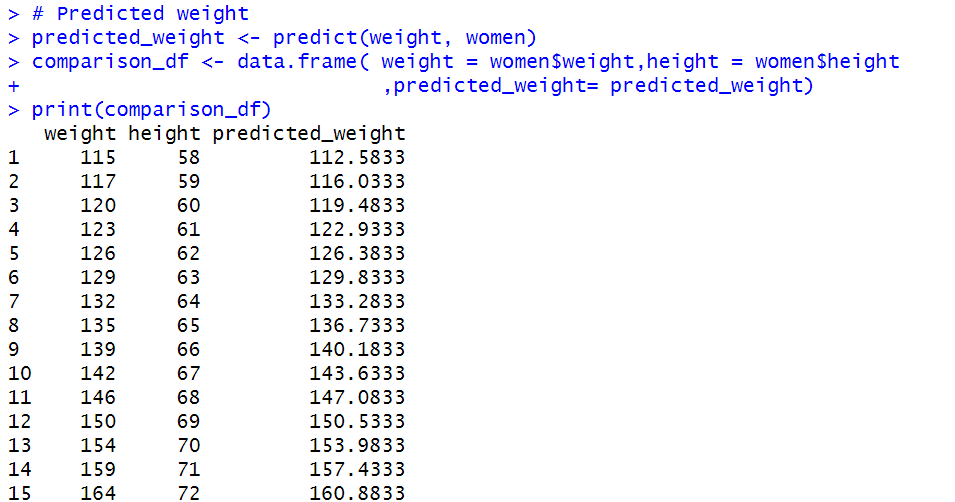 > # Predicted weight
> predicted_weight <- predict(weight, women)
> comparison_df <- data.frame( weight = women$weight,height = women$height
+                               ,predicted_weight= predicted_weight)
> print(comparison_df)
   weight height predicted_weight
1     115     58         112.5833
2     117     59         116.0333
3     120     60         119.4833
4     123     61         122.9333
5     126     62         126.3833
6     129     63         129.8333
7     132     64         133.2833
8     135     65         136.7333
9     139     66         140.1833
10    142     67         143.6333
11    146     68         147.0833
12    150     69         150.5333
13    154     70         153.9833
14    159     71         157.4333
15    164     72         160.8833